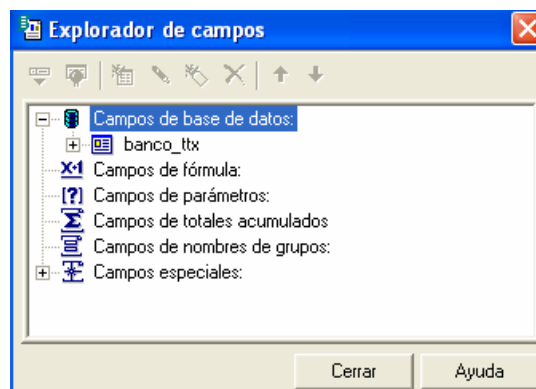 Explorador de campos
Campos de base de datos:
banco_ttx
X+1 Campos de fórmula:
[?] Campos de parámetros:
Σ Campos de totales acumulados
Campos de nombres de grupos:
Campos especiales:
Cerrar Ayuda